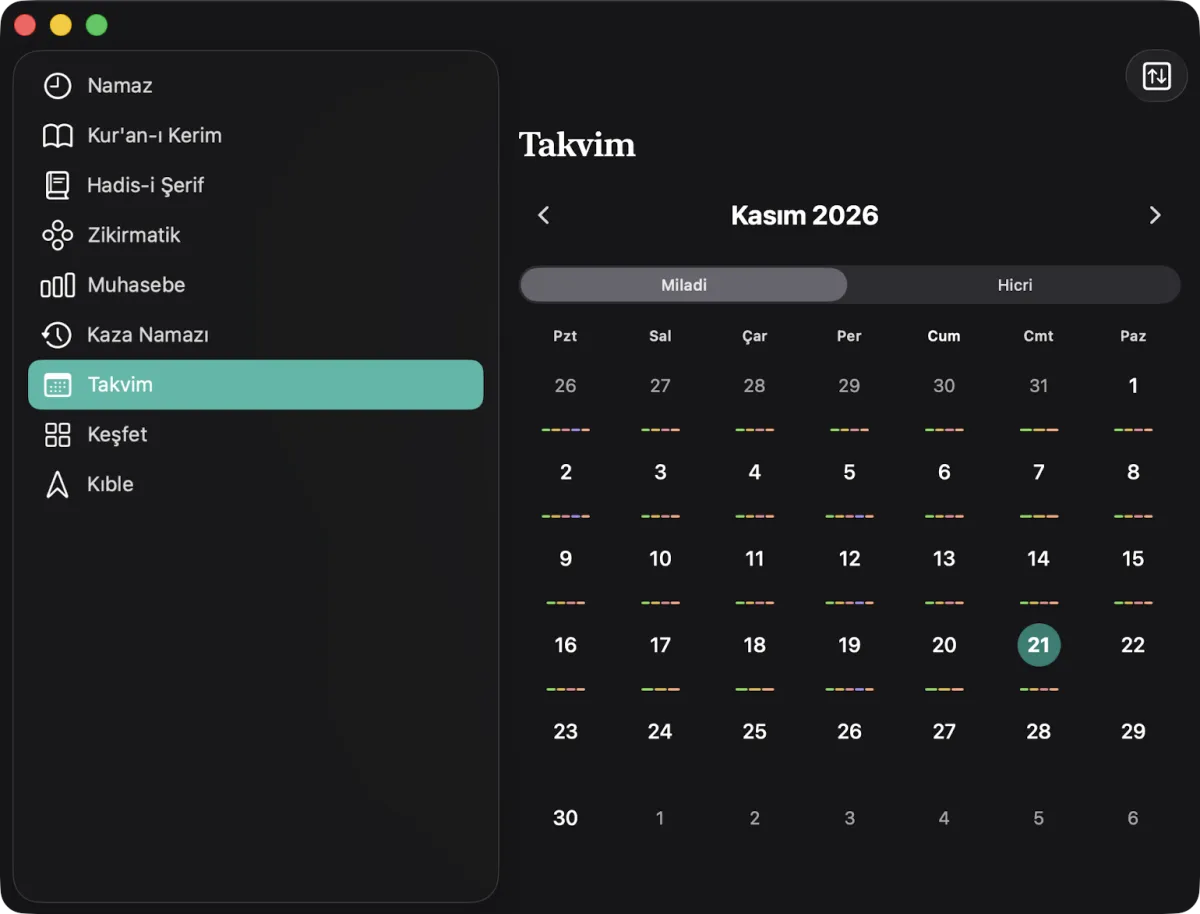 Namaz
Kur'an-ı Kerim
Hadis-i Şerif
Zikirmatik
Muhasebe
Kaza Namazı
Takvim
Keşfet
Kıble
Takvim
Kasım 2026
Miladi Hicri
Pzt Sal Çar Per Cum Cmt Paz
26 27 28 29 30 31 1
2 3 4 5 6 7 8
9 10 11 12 13 14 15
16 17 18 19 20 21 22
23 24 25 26 27 28 29
30 1 2 3 4 5 6